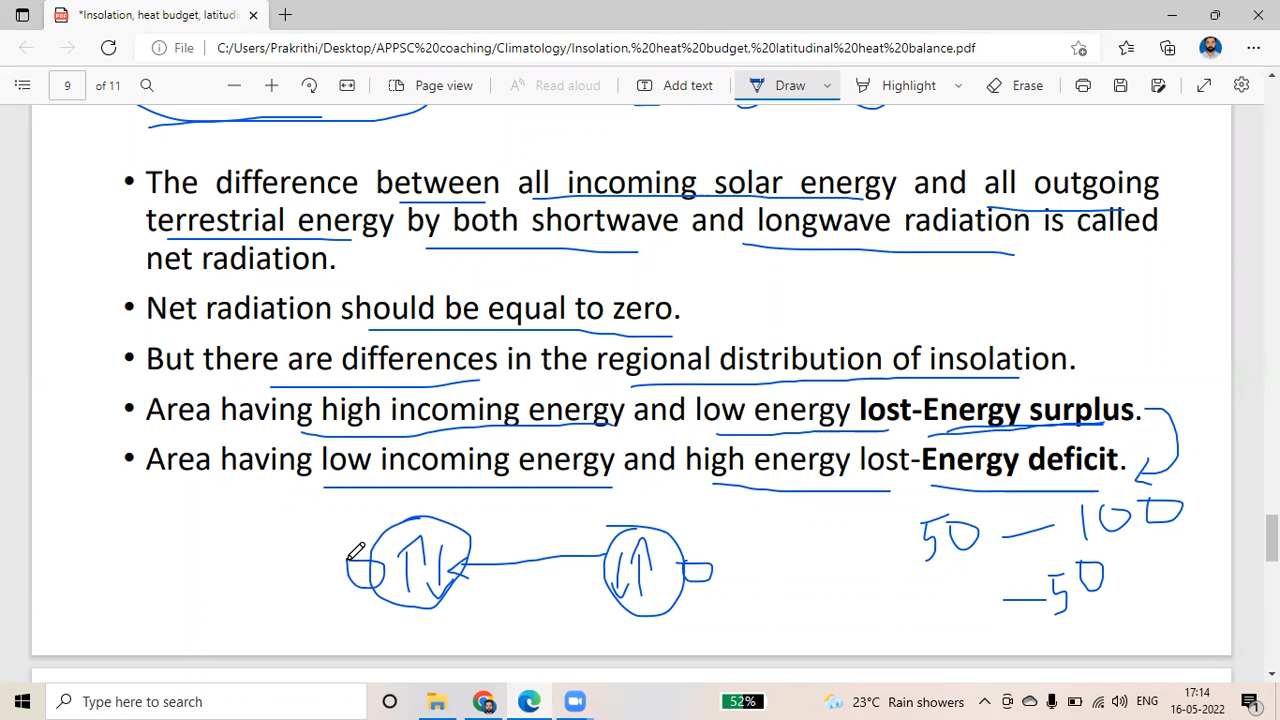 *Insolation, heat budget, latitudi
File C:/Users/Prakrithi/Desktop/APPSC%20coaching/Climatology/Insolation,%20heat%20budget,%20latitudinal%20heat%20balance.pdf
9 of 11 Page view Read aloud Add text Draw Highlight Erase
• The difference between all incoming solar energy and all outgoing
terrestrial energy by both shortwave and longwave radiation is called
net radiation.
• Net radiation should be equal to zero.
• But there are differences in the regional distribution of insolation.
• Area having high incoming energy and low energy lost-Energy surplus.
• Area having low incoming energy and high energy lost-Energy deficit.
50 — 100
—50
Type here to search 52% 23°C Rain showers ENG 17:14
16-05-2022